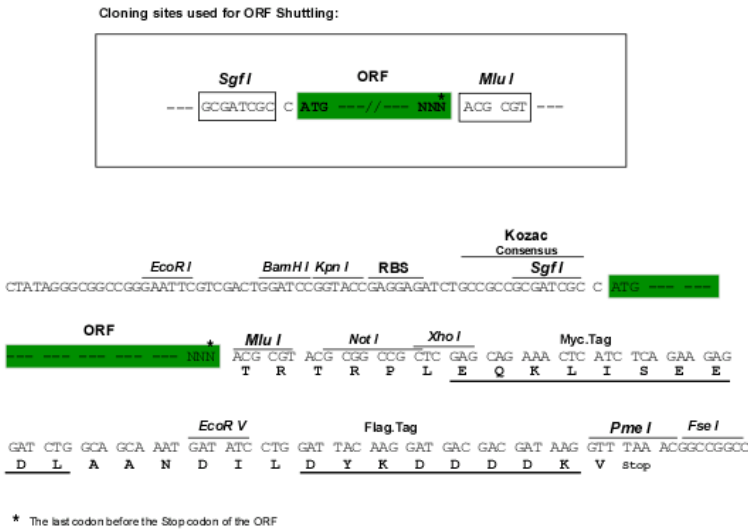 Cloning sites used for ORF Shuttling:
Sgf I ORF Mlu I
--- GCGATCGC C ATG ---//--- NNN* ACG CGT ---
Kozac
Consensus
EcoR I BamH I Kpn I RBS Sgf I
CTATAGGGCGGCCGGGAATTCGTCGACTGGATCCGGTACCGAGGAGATCTGCCGCCGCGATCGC C ATG --- ---
ORF Mlu I Not I Xho I Myc.Tag
--- --- --- --- --- NNN* ACG CGT ACG CGG CCG CTC GAG CAG AAA CTC ATC TCA GAA GAG
T R T R P L E Q K L I S E E
EcoR V Flag.Tag Pme I Fse I
GAT CTG GCA GCA AAT GAT ATC CTG GAT TAC AAG GAT GAC GAC GAT AAG GTT TAA ACGGCCGGCC
D L A A N D I L D Y K D D D D K V Stop
* The last codon before the Stop codon of the ORF